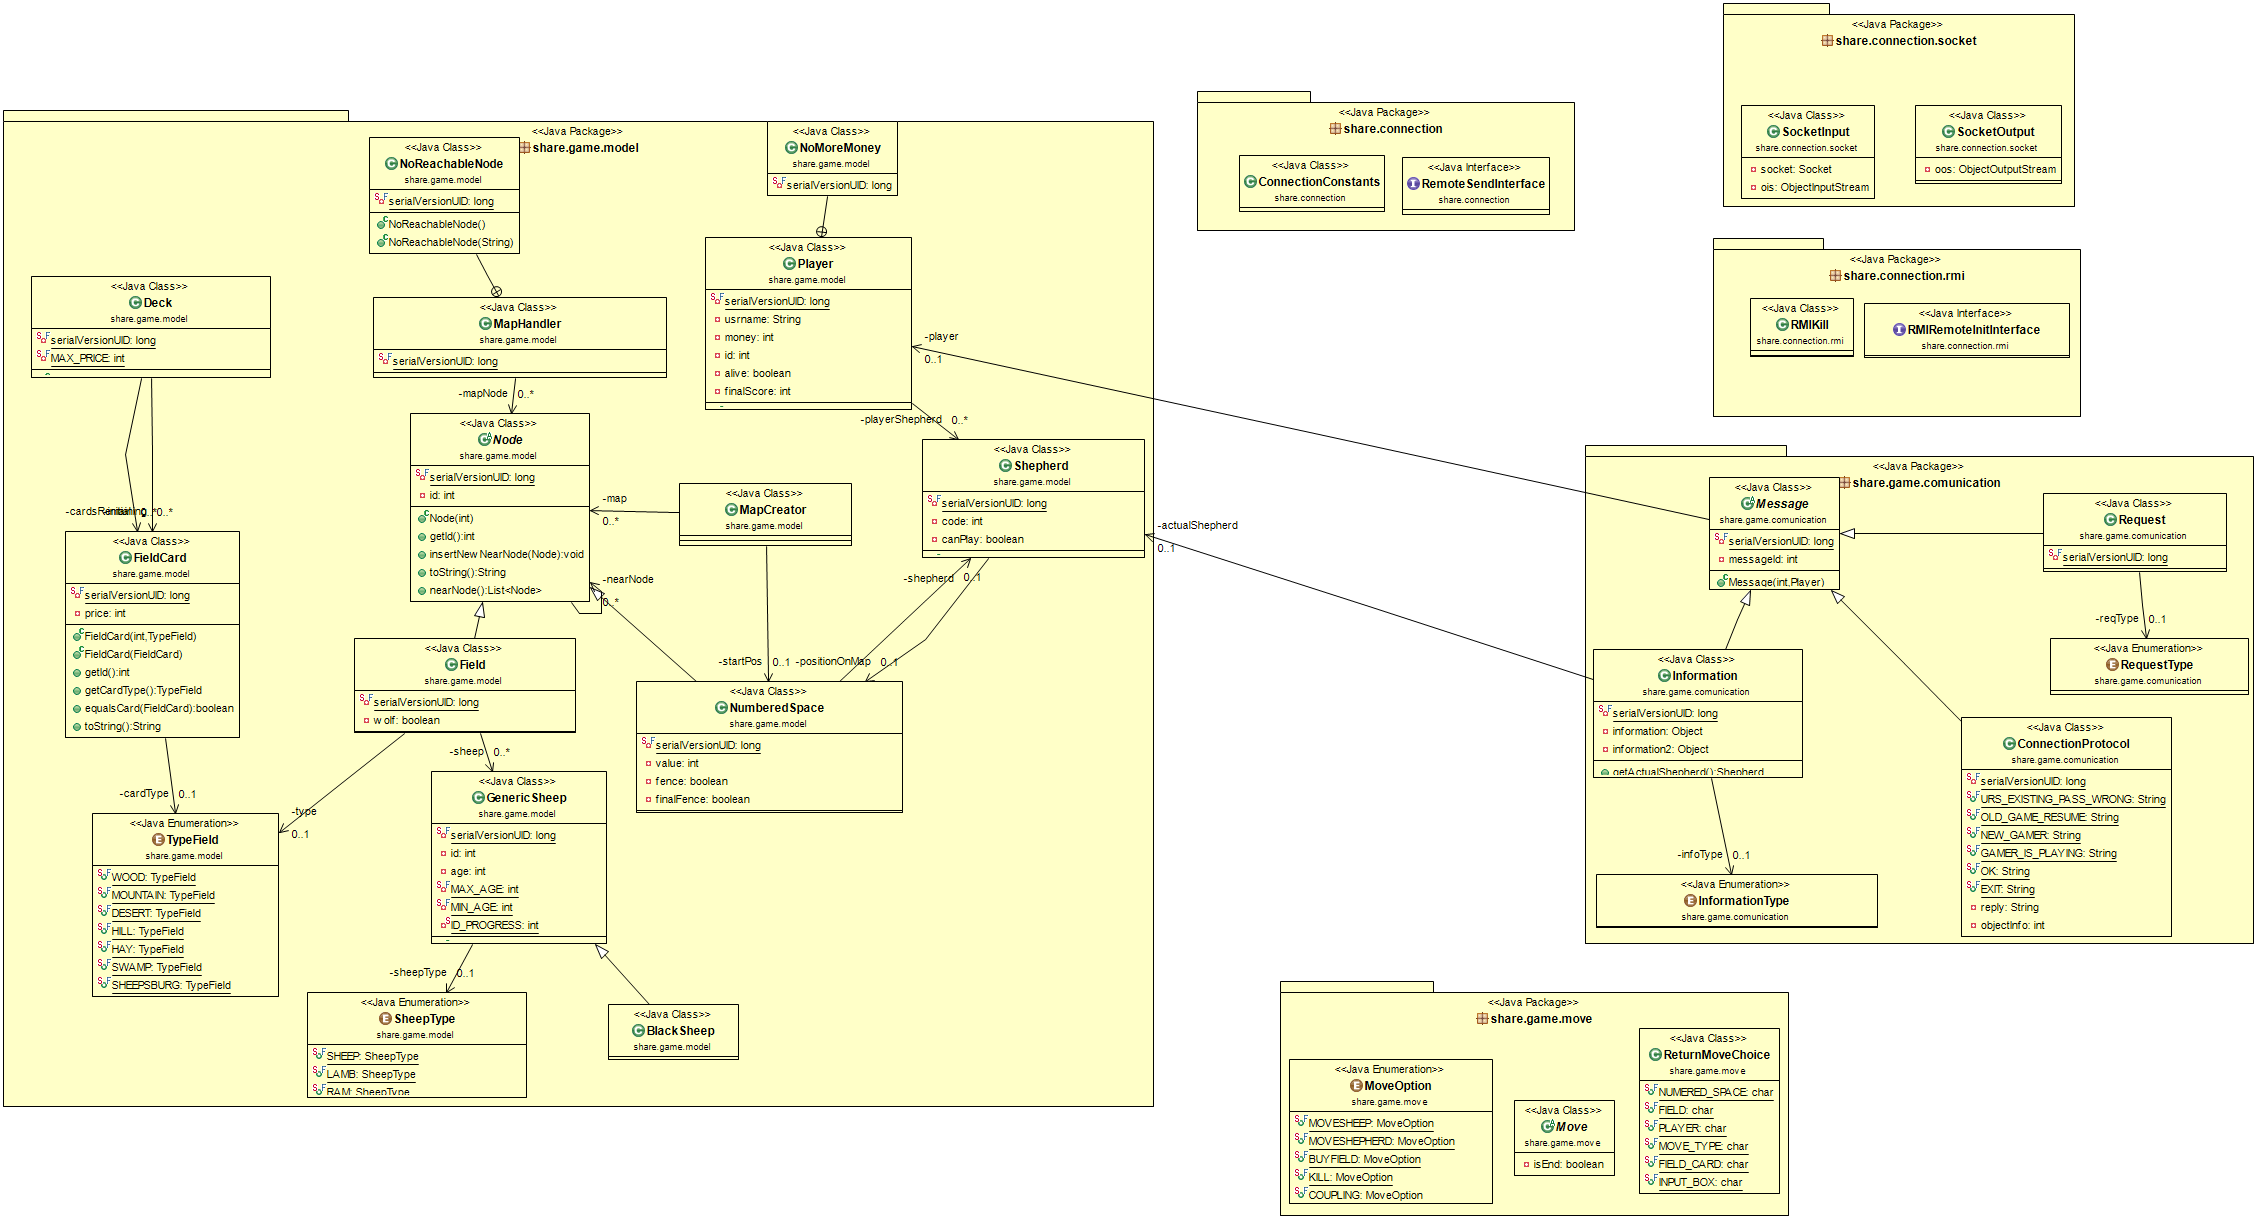 <<Java Package>>
share.game.model
<<Java Class>>
NoReachableNode
share.game.model
serialVersionUID: long
NoReachableNode()
NoReachableNode(String)
<<Java Class>>
NoMoreMoney
share.game.model
serialVersionUID: long
<<Java Class>>
Player
share.game.model
serialVersionUID: long
usrname: String
money: int
id: int
alive: boolean
finalScore: int
<<Java Class>>
Deck
share.game.model
serialVersionUID: long
MAX_PRICE: int
<<Java Class>>
MapHandler
share.game.model
serialVersionUID: long
-mapNode 0..*
<<Java Class>>
Node
share.game.model
serialVersionUID: long
id: int
Node(int)
getId():int
insertNewNearNode(Node):void
toString():String
nearNode():List<Node>
-map
0..*
<<Java Class>>
MapCreator
share.game.model
-player
0..1
-playerShepherd 0..*
<<Java Class>>
Shepherd
share.game.model
serialVersionUID: long
code: int
canPlay: boolean
-actualShepherd
0..1
-nearNode
0..*
-shepherd 0..1
0..*
<<Java Class>>
FieldCard
share.game.model
serialVersionUID: long
price: int
FieldCard(int,TypeField)
FieldCard(FieldCard)
getId():int
getCardType():TypeField
equalsCard(FieldCard):boolean
toString():String
<<Java Class>>
Field
share.game.model
serialVersionUID: long
wolf: boolean
-startPos 0..1
-positionOnMap 0..1
<<Java Class>>
NumberedSpace
share.game.model
serialVersionUID: long
value: int
fence: boolean
finalFence: boolean
-sheep 0..*
-cardType 0..1
-type
0..1
<<Java Class>>
GenericSheep
share.game.model
serialVersionUID: long
id: int
age: int
MAX_AGE: int
MIN_AGE: int
ID_PROGRESS: int
<<Java Enumeration>>
TypeField
share.game.model
WOOD: TypeField
MOUNTAIN: TypeField
DESERT: TypeField
HILL: TypeField
HAY: TypeField
SWAMP: TypeField
SHEEPSBURG: TypeField
-sheepType 0..1
<<Java Enumeration>>
SheepType
share.game.model
SHEEP: SheepType
LAMB: SheepType
RAM: SheepType
<<Java Class>>
BlackSheep
share.game.model
<<Java Package>>
share.connection
<<Java Class>>
ConnectionConstants
share.connection
<<Java Interface>>
RemoteSendInterface
share.connection
<<Java Package>>
share.connection.socket
<<Java Class>>
SocketInput
share.connection.socket
socket: Socket
ois: ObjectInputStream
<<Java Class>>
SocketOutput
share.connection.socket
oos: ObjectOutputStream
<<Java Package>>
share.connection.rmi
<<Java Class>>
RMIKill
share.connection.rmi
<<Java Interface>>
RMIRemoteInitInterface
share.connection.rmi
<<Java Package>>
share.game.comunication
<<Java Class>>
Message
share.game.comunication
serialVersionUID: long
messageId: int
Message(int,Player)
<<Java Class>>
Request
share.game.comunication
serialVersionUID: long
-reqType 0..1
<<Java Enumeration>>
RequestType
share.game.comunication
<<Java Class>>
Information
share.game.comunication
serialVersionUID: long
information: Object
information2: Object
getActualShepherd():Shepherd
<<Java Class>>
ConnectionProtocol
share.game.comunication
serialVersionUID: long
URS_EXISTING_PASS_WRONG: String
OLD_GAME_RESUME: String
NEW_GAMER: String
GAMER_IS_PLAYING: String
OK: String
EXIT: String
reply: String
objectInfo: int
-infoType 0..1
<<Java Enumeration>>
InformationType
share.game.comunication
<<Java Package>>
share.game.move
<<Java Enumeration>>
MoveOption
share.game.move
MOVESHEEP: MoveOption
MOVESHEPHERD: MoveOption
BUYFIELD: MoveOption
KILL: MoveOption
COUPLING: MoveOption
<<Java Class>>
Move
share.game.move
isEnd: boolean
<<Java Class>>
ReturnMoveChoice
share.game.move
NUMERED_SPACE: char
FIELD: char
PLAYER: char
MOVE_TYPE: char
FIELD_CARD: char
INPUT_BOX: char